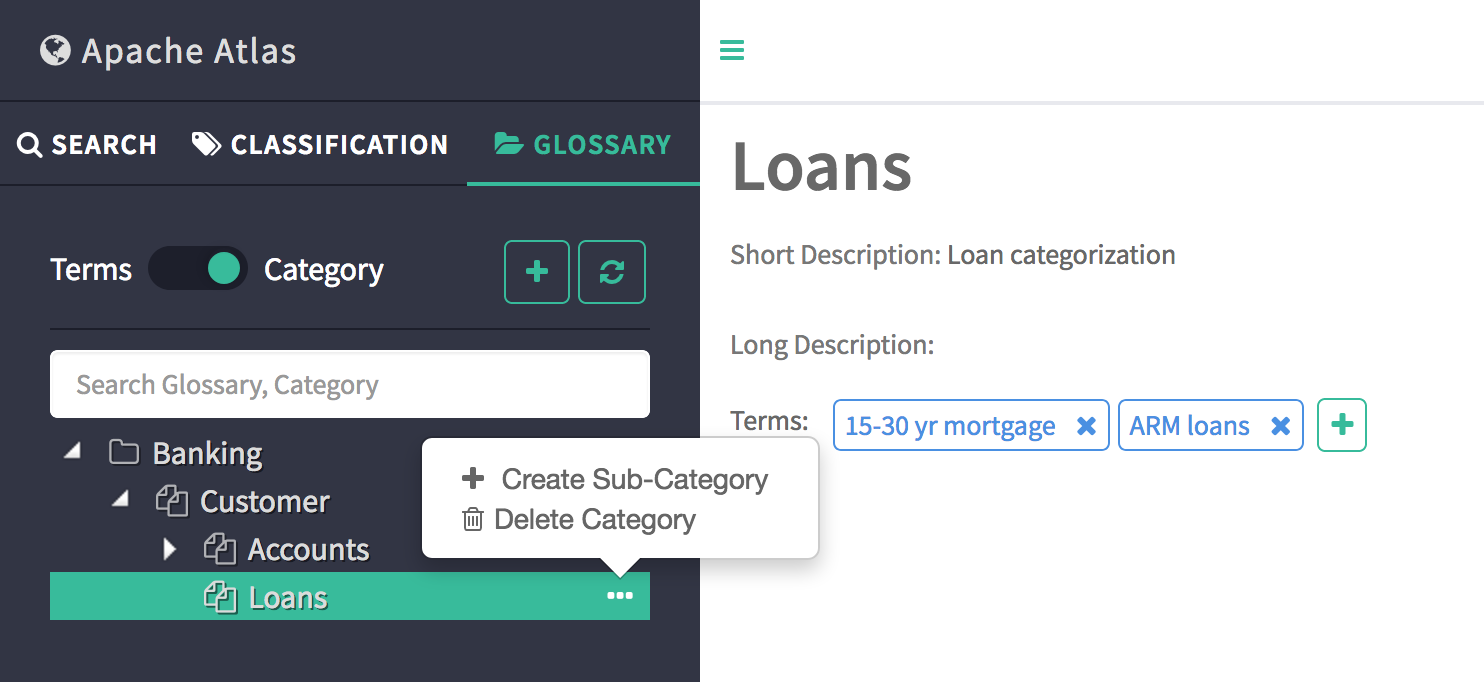 Apache Atlas
SEARCH CLASSIFICATION GLOSSARY
Terms Category
Search Glossary, Category
Banking
Customer
Accounts
Loans
Create Sub-Category
Delete Category
Loans
Short Description: Loan categorization
Long Description:
Terms: 15-30 yr mortgage ARM loans